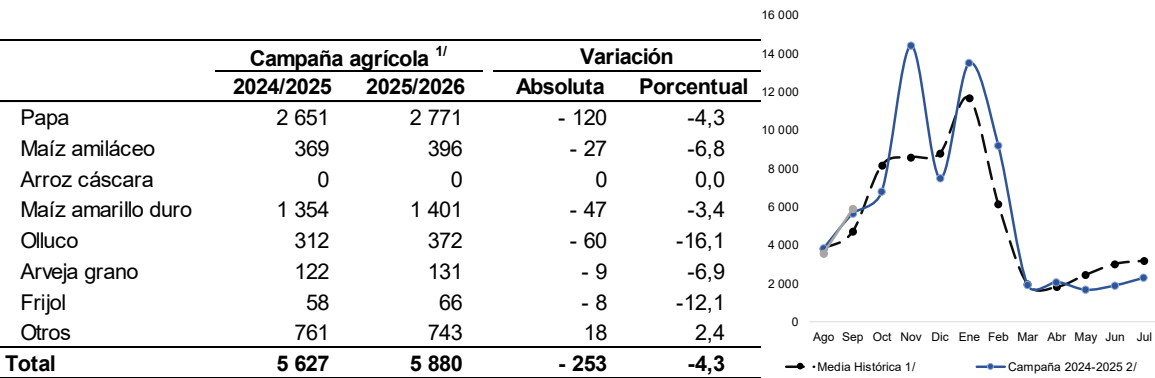 Campaña agrícola 1/ Variación
2024/2025 2025/2026 Absoluta Porcentual
Papa 2 651 2 771 - 120 -4,3
Maíz amiláceo 369 396 - 27 -6,8
Arroz cáscara 0 0 0 0,0
Maíz amarillo duro 1 354 1 401 - 47 -3,4
Olluco 312 372 - 60 -16,1
Arveja grano 122 131 - 9 -6,9
Frijol 58 66 - 8 -12,1
Otros 761 743 18 2,4
Total 5 627 5 880 - 253 -4,3
16 000
14 000
12 000
10 000
8 000
6 000
4 000
2 000
0
Ago Sep Oct Nov Dic Ene Feb Mar Abr May Jun Jul
Media Histórica 1/ Campaña 2024-2025 2/